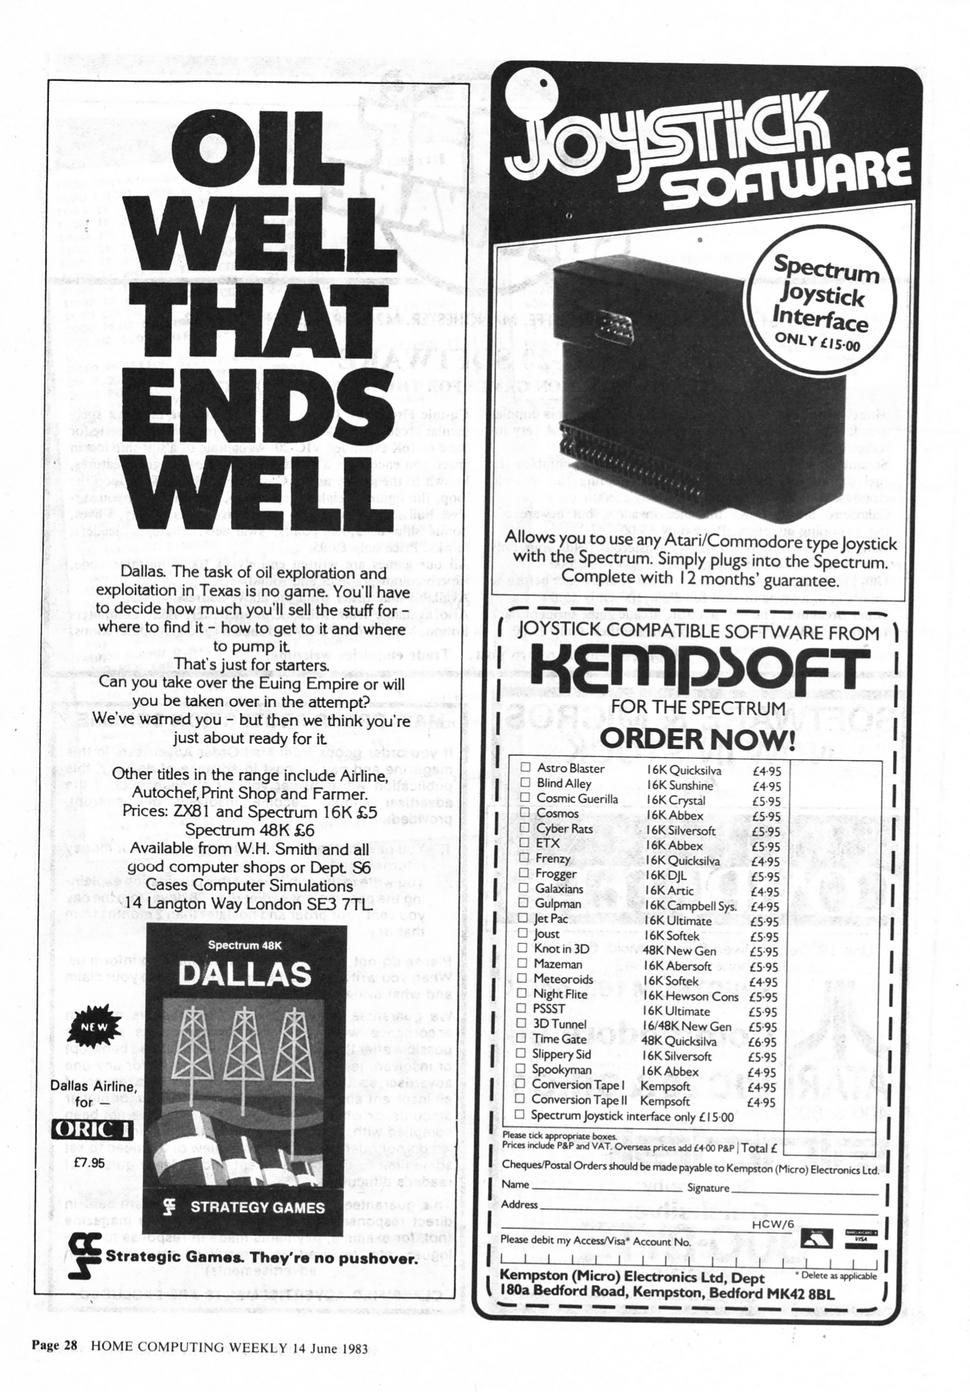 OIL
WELL
THAT
ENDS
WELL
Dallas. The task of oil exploration and
exploitation in Texas is no game. You'll have
to decide how much you'll sell the stuff for –
where to find it – how to get to it and where
to pump it.
That's just for starters.
Can you take over the Euing Empire or will
you be taken over in the attempt?
We've warned you – but then we think you're
just about ready for it.
Other titles in the range include Airline,
Autochef, Print Shop and Farmer.
Prices: ZX81 and Spectrum 16K £5
Spectrum 48K £6
Available from W.H. Smith and all
good computer shops or Dept. S6
Cases Computer Simulations
14 Langton Way London SE3 7TL.
Spectrum 48K
DALLAS
NEW
Dallas Airline,
for —
ORIC 1
£7.95
STRATEGY GAMES
CCS Strategic Games. They're no pushover.
JOYSTICK
SOFTWARE
Spectrum
Joystick
Interface
ONLY £15·00
Allows you to use any Atari/Commodore type Joystick
with the Spectrum. Simply plugs into the Spectrum.
Complete with 12 months' guarantee.
JOYSTICK COMPATIBLE SOFTWARE FROM
KEMPSOFT
FOR THE SPECTRUM
ORDER NOW!
Astro Blaster 16K Quicksilva £4·95
Blind Alley 16K Sunshine £4·95
Cosmic Guerilla 16K Crystal £5·95
Cosmos 16K Abbex £5·95
Cyber Rats 16K Silversoft £5·95
ETX 16K Abbex £5·95
Frenzy 16K Quicksilva £4·95
Frogger 16K DJL £5·95
Galaxians 16K Artic £4·95
Gulpman 16K Campbell Sys. £4·95
Jet Pac 16K Ultimate £5·95
Joust 16K Softek £5·95
Knot in 3D 48K New Gen £5·95
Mazeman 16K Abersoft £5·95
Meteoroids 16K Softek £4·95
Night Flite 16K Hewson Cons £5·95
PSSST 16K Ultimate £5·95
3D Tunnel 16/48K New Gen £5·95
Time Gate 48K Quicksilva £6·95
Slippery Sid 16K Silversoft £5·95
Spookyman 16K Abbex £4·95
Conversion Tape I Kempsoft £4·95
Conversion Tape II Kempsoft £4·95
Spectrum Joystick interface only £15·00
Please tick appropriate boxes.
Prices include P&P and VAT. Overseas prices add £4·00 P&P Total £
Cheques/Postal Orders should be made payable to Kempston (Micro) Electronics Ltd.
Name Signature
Address
HCW/6
Please debit my Access/Visa* Account No.
VISA
* Delete as applicable
Kempston (Micro) Electronics Ltd, Dept
180a Bedford Road, Kempston, Bedford MK42 8BL
Page 28 HOME COMPUTING WEEKLY 14 June 1983